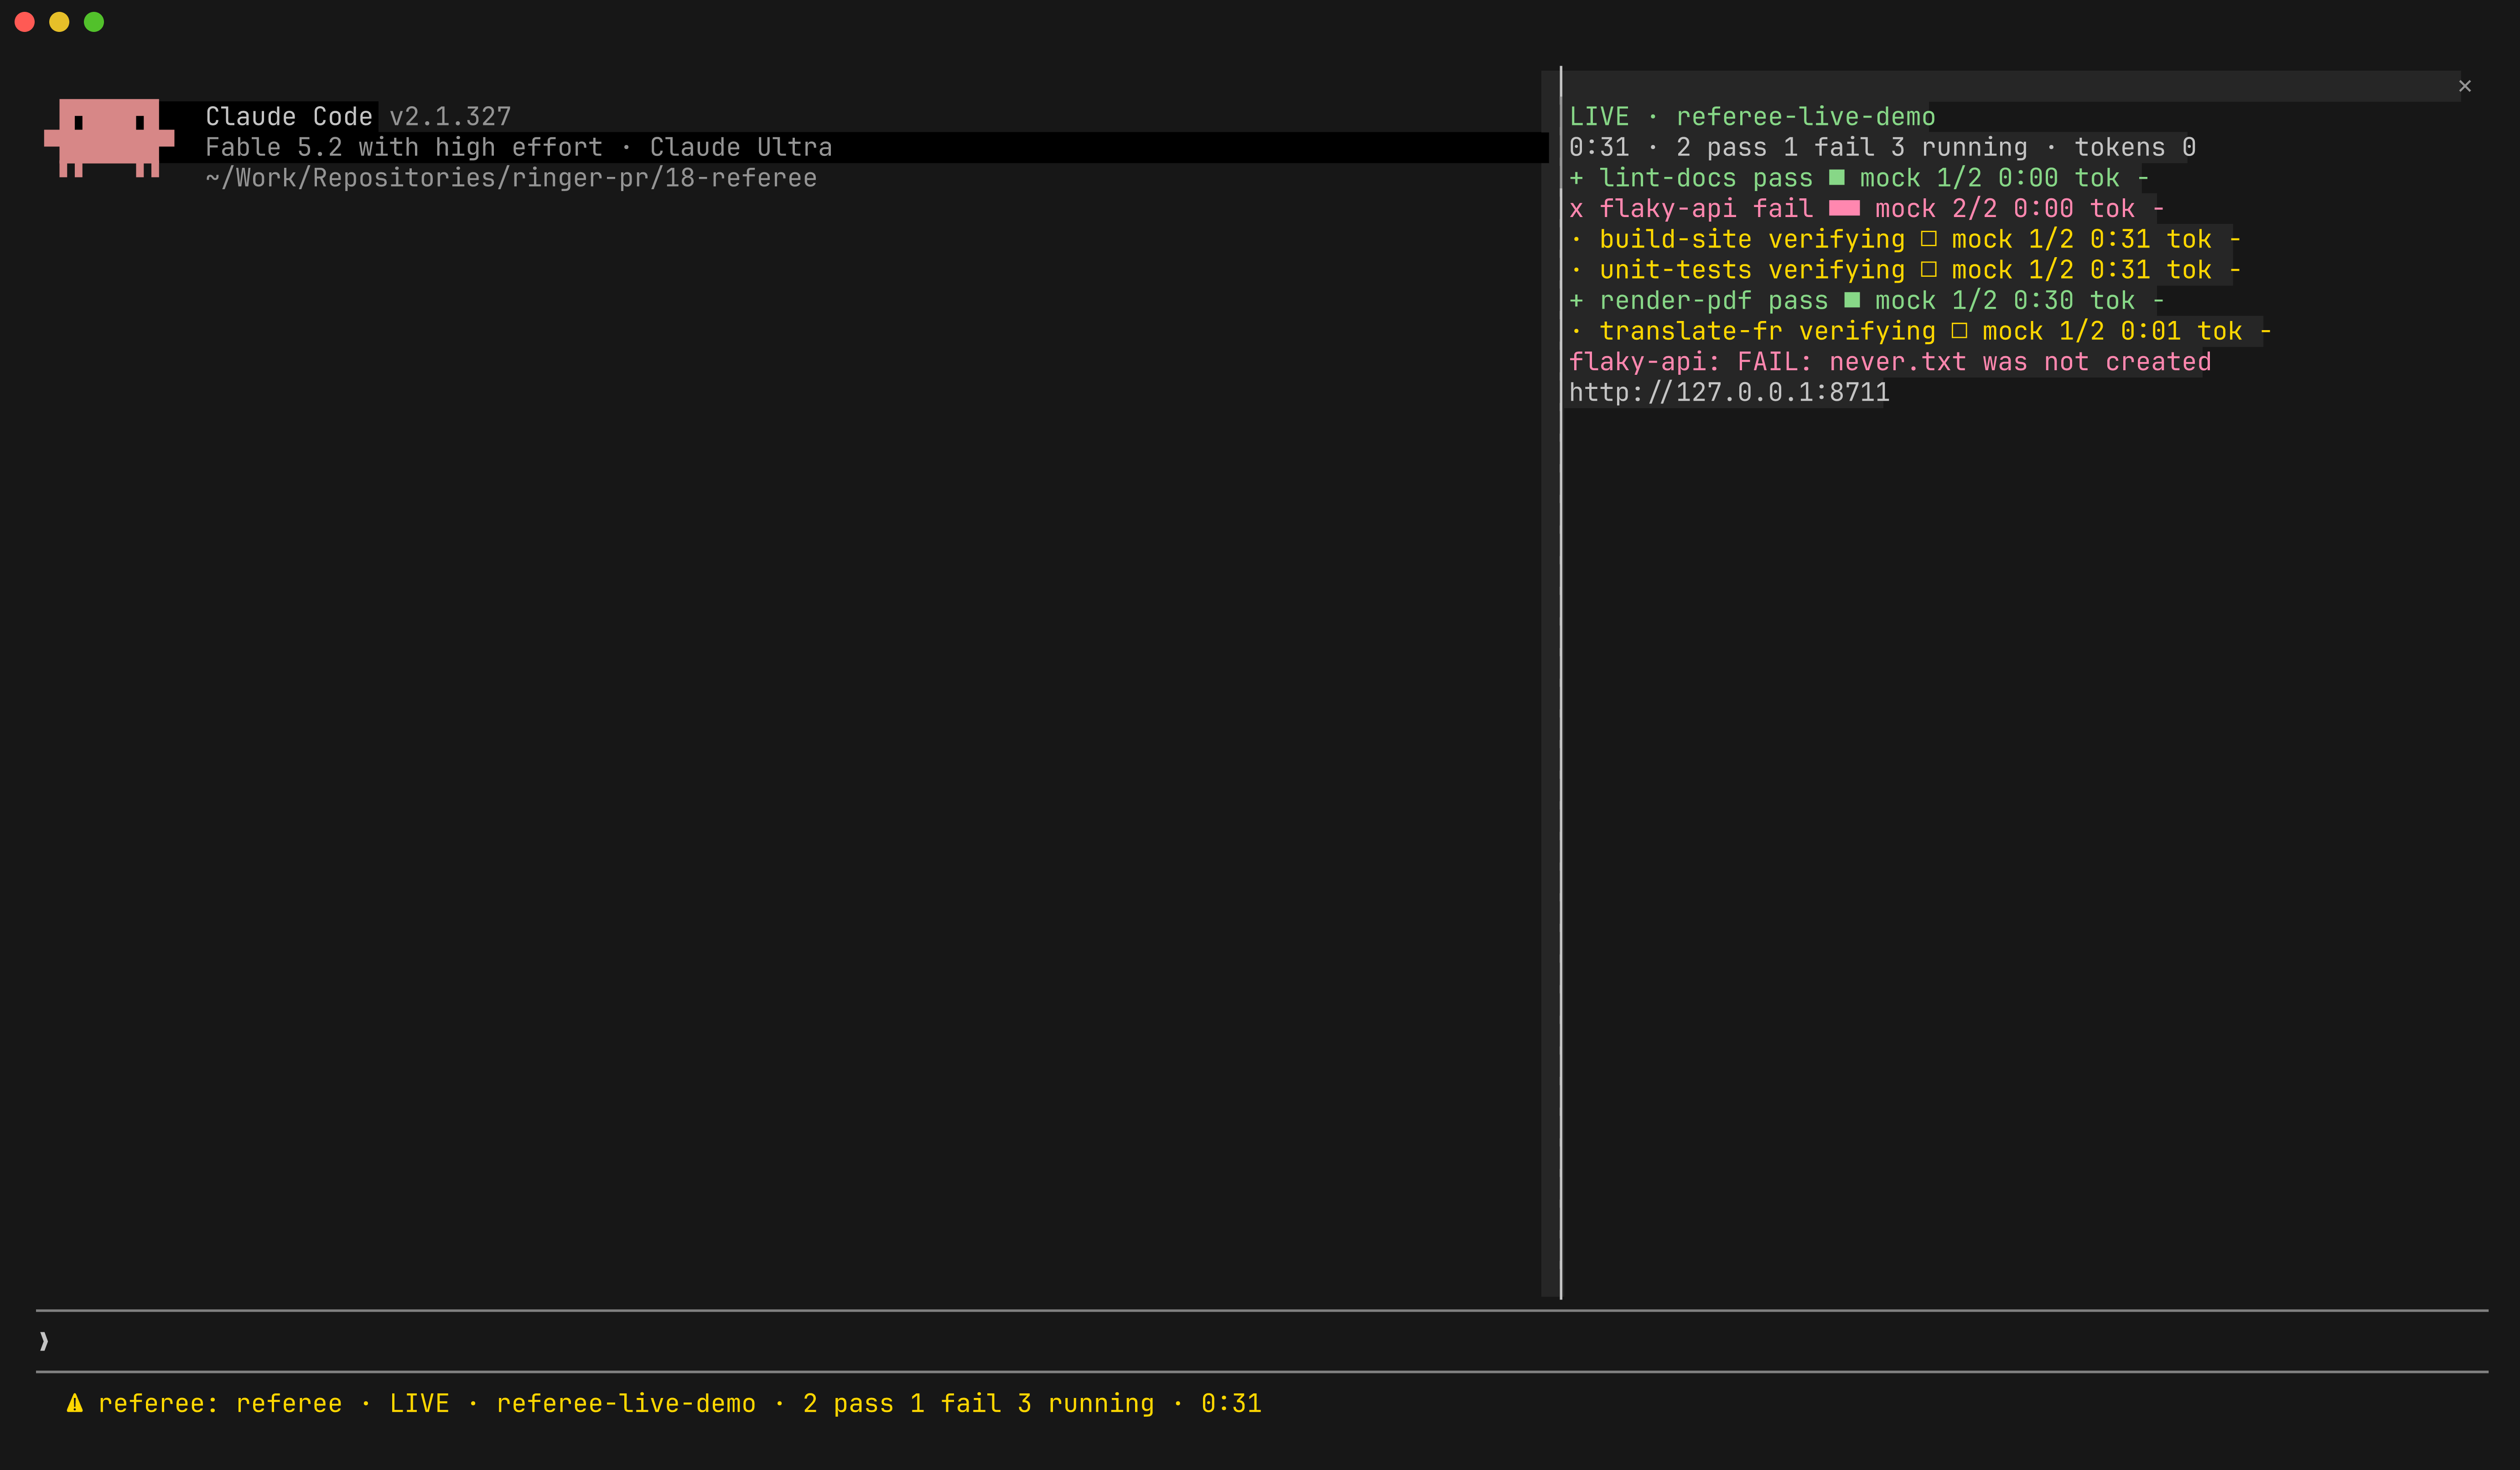 Claude Code v2.1.327
Fable 5.2 with high effort · Claude Ultra
~/Work/Repositories/ringer-pr/18-referee
×
LIVE · referee-live-demo
0:31 · 2 pass 1 fail 3 running · tokens 0
+ lint-docs pass ■ mock 1/2 0:00 tok -
x flaky-api fail ■■ mock 2/2 0:00 tok -
· build-site verifying □ mock 1/2 0:31 tok -
· unit-tests verifying □ mock 1/2 0:31 tok -
+ render-pdf pass ■ mock 1/2 0:30 tok -
· translate-fr verifying □ mock 1/2 0:01 tok -
flaky-api: FAIL: never.txt was not created
http://127.0.0.1:8711
❯
⚠ referee: referee · LIVE · referee-live-demo · 2 pass 1 fail 3 running · 0:31